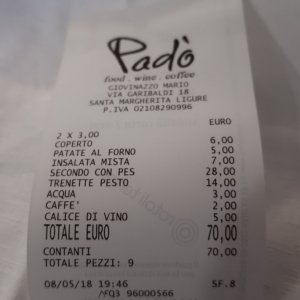 Padò
food . wine . coffee
GIOVINAZZO MARIO
VIA GARIBALDI 18
SANTA MARGHERITA LIGURE
P.IVA 02108290996
EURO
2 X 3,00
COPERTO 6,00
PATATE AL FORNO 5,00
INSALATA MISTA 7,00
SECONDO CON PES 28,00
TRENETTE PESTO 14,00
ACQUA 3,00
CAFFE' 2,00
CALICE DI VINO 5,00
TOTALE EURO 70,00
CONTANTI 70,00
TOTALE PEZZI: 9
08/05/18 19:46 SF.8
FQ3 96000566